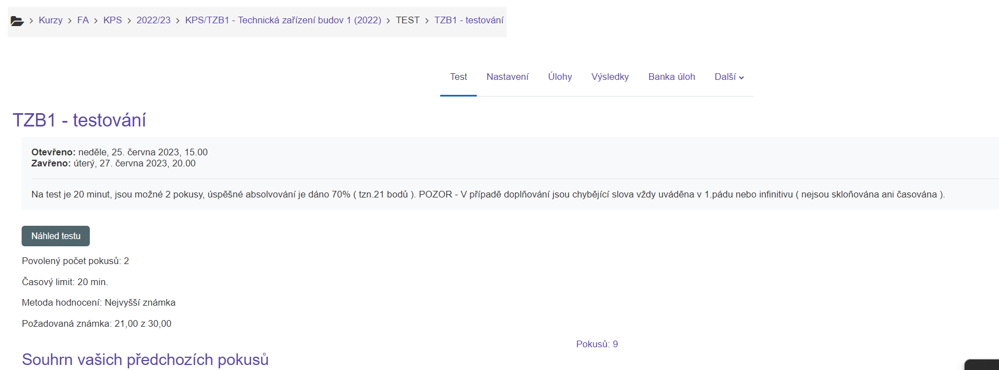 > Kurzy > FA > KPS > 2022/23 > KPS/TZB1 - Technická zařízení budov 1 (2022) > TEST > TZB1 - testování
Test Nastavení Úlohy Výsledky Banka úloh Další
TZB1 - testování
Otevřeno: neděle, 25. června 2023, 15.00
Zavřeno: úterý, 27. června 2023, 20.00
Na test je 20 minut, jsou možné 2 pokusy, úspěšné absolvování je dáno 70% ( tzn.21 bodů ). POZOR - V případě doplňování jsou chybějící slova vždy uváděna v 1.pádu nebo infinitivu ( nejsou skloňována ani časována ).
Náhled testu
Povolený počet pokusů: 2
Časový limit: 20 min.
Metoda hodnocení: Nejvyšší známka
Požadovaná známka: 21,00 z 30,00
Pokusů: 9
Souhrn vašich předchozích pokusů